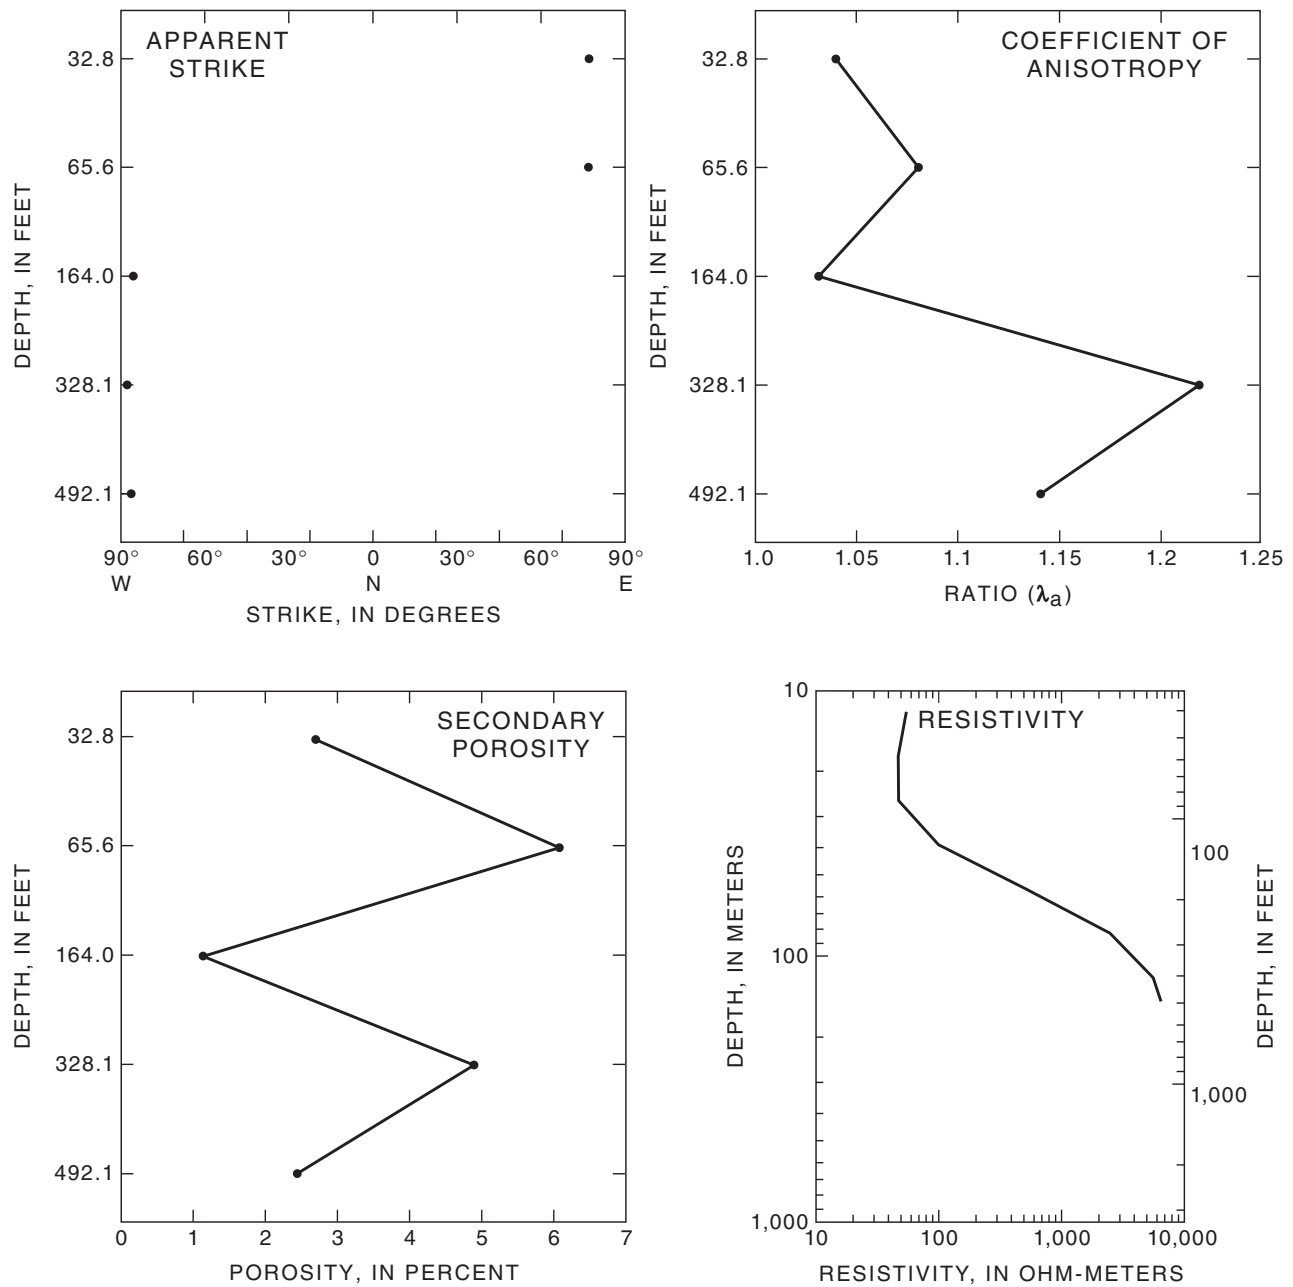 APPARENT
STRIKE
32.8
65.6
164.0
328.1
492.1
DEPTH, IN FEET
90° 60° 30° 0 30° 60° 90°
W N E
STRIKE, IN DEGREES
COEFFICIENT OF
ANISOTROPY
32.8
65.6
164.0
328.1
492.1
DEPTH, IN FEET
1.0 1.05 1.1 1.15 1.2 1.25
RATIO (λa)
SECONDARY
POROSITY
32.8
65.6
164.0
328.1
492.1
DEPTH, IN FEET
0 1 2 3 4 5 6 7
POROSITY, IN PERCENT
RESISTIVITY
10
100
1,000
DEPTH, IN METERS
100
1,000
DEPTH, IN FEET
10 100 1,000 10,000
RESISTIVITY, IN OHM-METERS